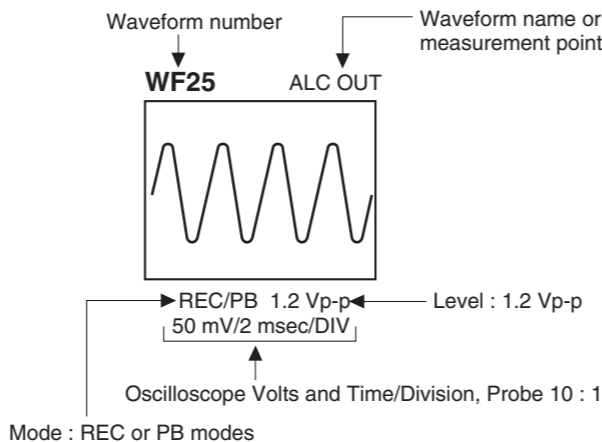 Waveform number
Waveform name or
measurement point
WF25 ALC OUT
REC/PB 1.2 Vp-p
Level : 1.2 Vp-p
50 mV/2 msec/DIV
Oscilloscope Volts and Time/Division, Probe 10 : 1
Mode : REC or PB modes